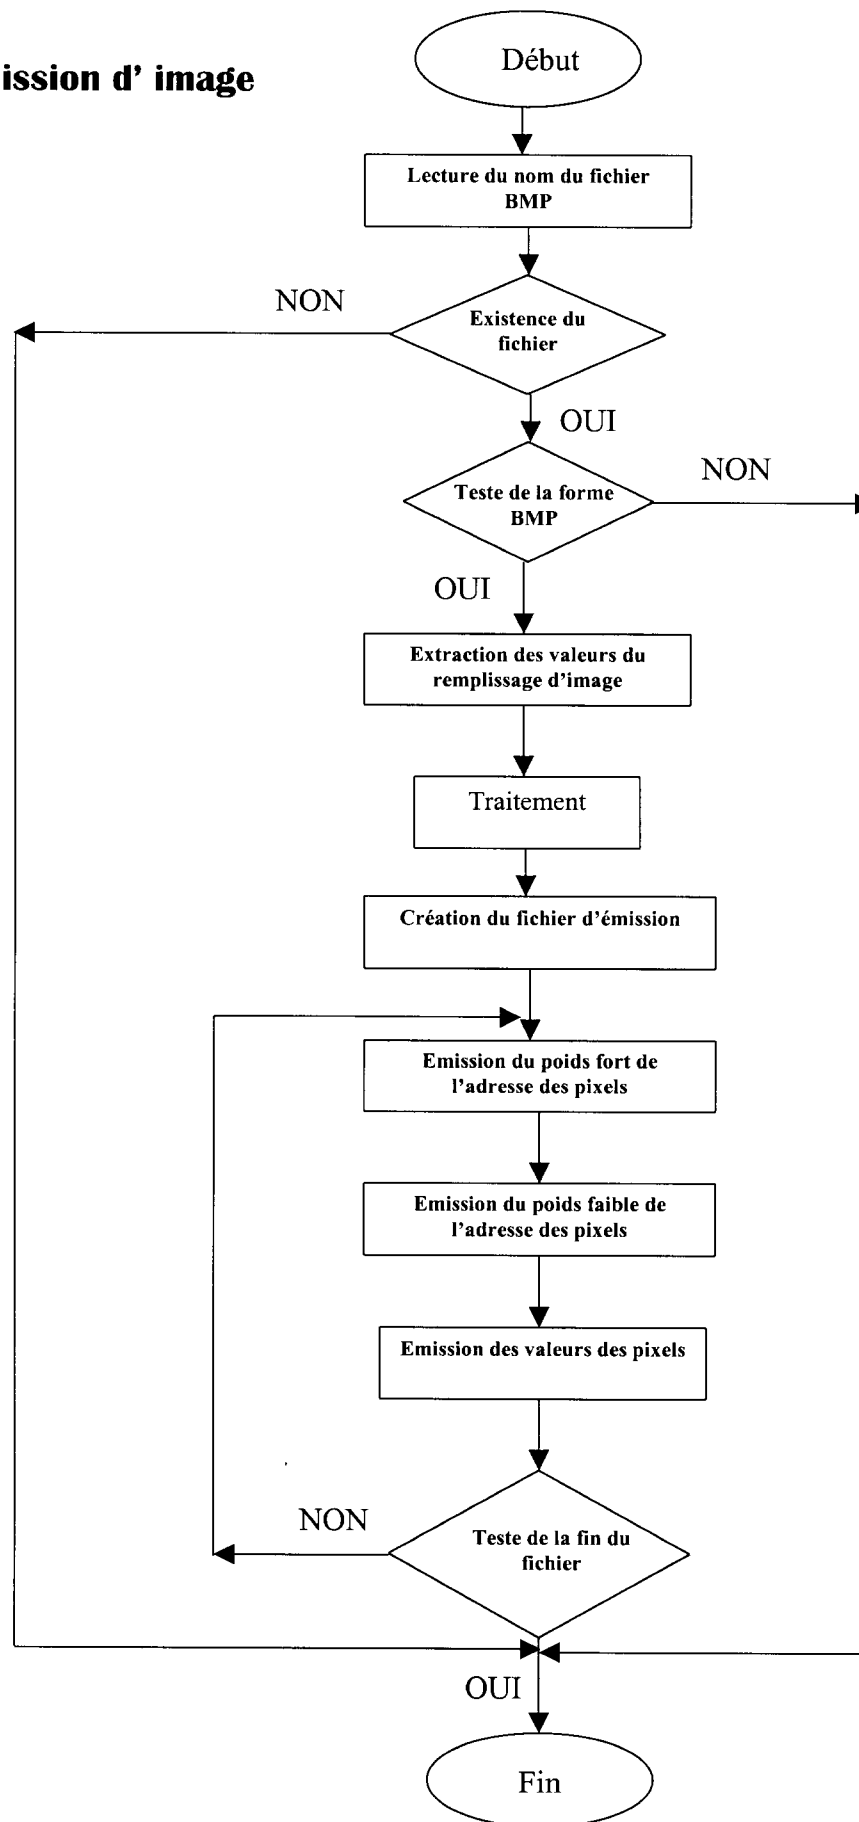 ission d' image
Début
Lecture du nom du fichier
BMP
NON
Existence du
fichier
OUI
NON
Teste de la forme
BMP
OUI
Extraction des valeurs du
remplissage d'image
Traitement
Création du fichier d'émission
Emission du poids fort de
l'adresse des pixels
Emission du poids faible de
l'adresse des pixels
Emission des valeurs des pixels
NON
Teste de la fin du
fichier
OUI
Fin